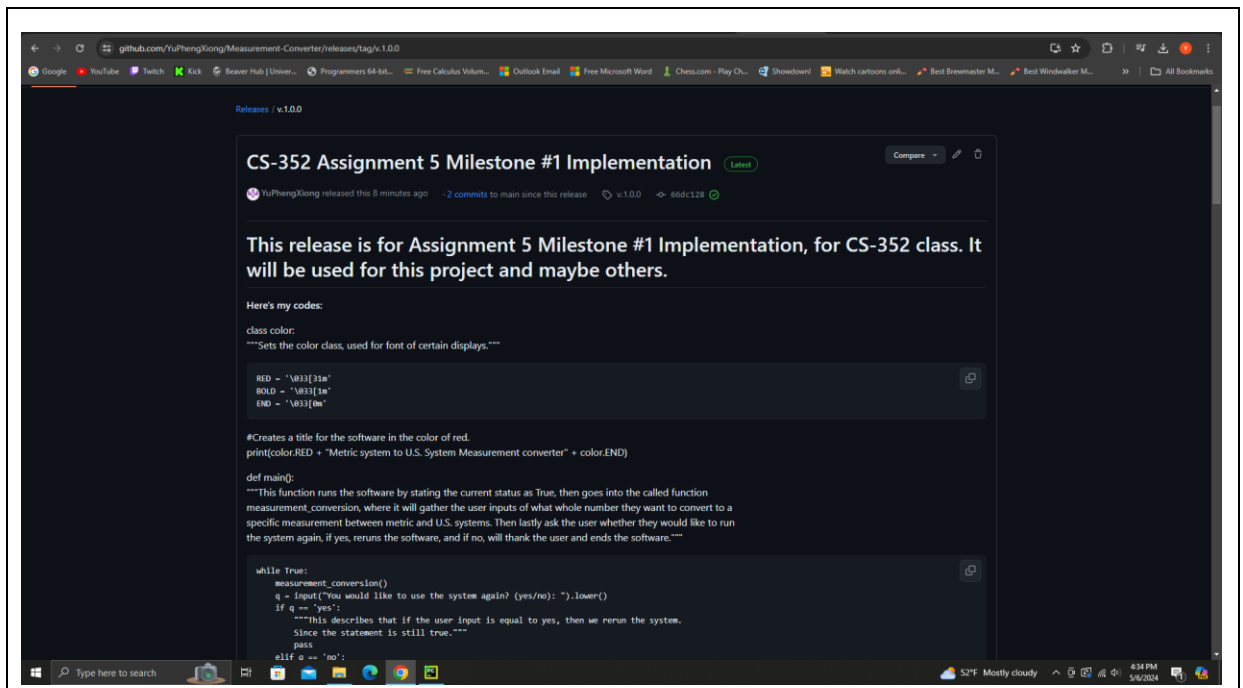 github.com/YuPhengXiong/Measurement-Converter/releases/tag/v.1.0.0
Google YouTube Twitch Kick Beaver Hub | Univer... Programmers 64-bit... Free Calculus Volum... Outlook Email Free Microsoft Word Chess.com - Play Ch... Showdown! Watch cartoons onli... Best Brewmaster M... Best Windwalker M... » All Bookmarks
Releases / v.1.0.0
CS-352 Assignment 5 Milestone #1 Implementation Latest
Compare
YuPhengXiong released this 8 minutes ago · 2 commits to main since this release v.1.0.0 66dc128
This release is for Assignment 5 Milestone #1 Implementation, for CS-352 class. It
will be used for this project and maybe others.
Here's my codes:
class color:
"""Sets the color class, used for font of certain displays."""
RED = '\033[31m'
BOLD = '\033[1m'
END = '\033[0m'
#Creates a title for the software in the color of red.
print(color.RED + "Metric system to U.S. System Measurement converter" + color.END)
def main():
"""This function runs the software by stating the current status as True, then goes into the called function
measurement_conversion, where it will gather the user inputs of what whole number they want to convert to a
specific measurement between metric and U.S. systems. Then lastly ask the user whether they would like to run
the system again, if yes, reruns the software, and if no, will thank the user and ends the software."""
while True:
measurement_conversion()
q = input("You would like to use the system again? (yes/no): ").lower()
if q == 'yes':
"""This describes that if the user input is equal to yes, then we rerun the system.
Since the statement is still true."""
pass
elif q == 'no':
Type here to search
52°F Mostly cloudy
4:34 PM
5/6/2024